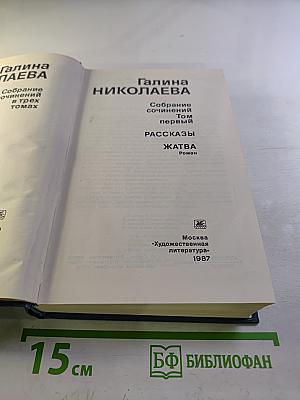 Галина
ЛАЕВА
Собрание
сочинений
в трех
томах
Галина
НИКОЛАЕВА
Собрание
сочинений
Том
первый
РАССКАЗЫ
ЖАТВА
Роман
Москва
«Художественная
литература»
1987
15 см
БФ БИБЛИОФАН